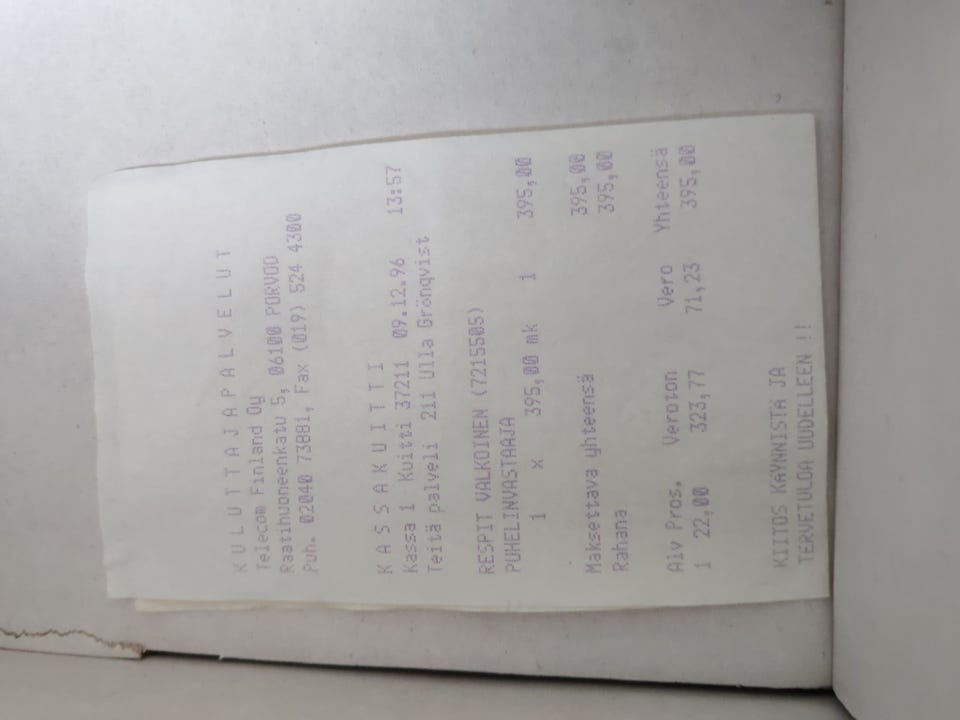 KULUTTAJAPALVELUT
Telecom Finland Oy
Raatihuoneenkatu 5, 06100 PORVOO
Puh. 02040 73881, Fax (019) 524 4300
KASSAKUITTI
Kassa 1 Kuitti 37211 09.12.96 13:57
Teitä palveli 211 Ulla Grönqvist
RESPIT VALKOINEN (7215505)
PUHELINVASTAAJA
1 x 395,00 mk 1 395,00
Maksettava yhteensä 395,00
Rahana 395,00
Alv Pros. Veroton Vero Yhteensä
1 22,00 323,77 71,23 395,00
KIITOS KÄYNNISTÄ JA
TERVETULOA UUDELLEEN !!